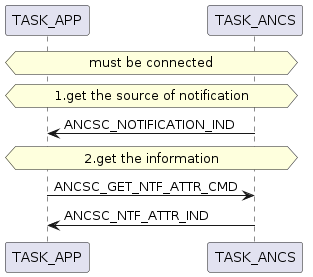 TASK_APP TASK_ANCS
must be connected
1.get the source of notification
ANCSC_NOTIFICATION_IND
2.get the information
ANCSC_GET_NTF_ATTR_CMD
ANCSC_NTF_ATTR_IND
TASK_APP TASK_ANCS